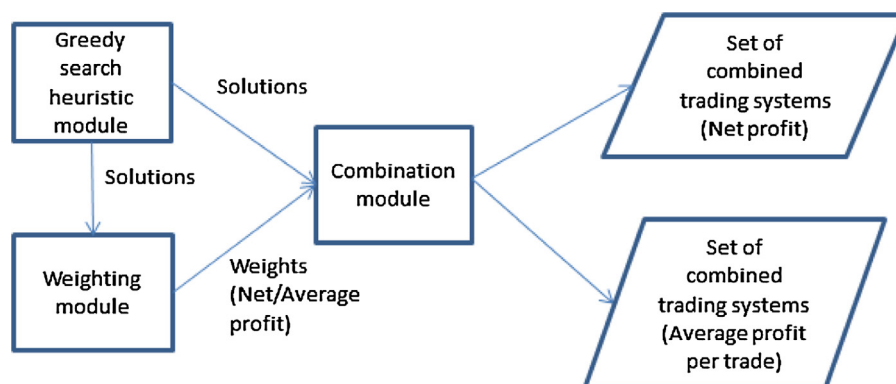 Greedy
search
heuristic
module
Solutions
Solutions
Weighting
module
Weights
(Net/Average
profit)
Combination
module
Set of
combined
trading systems
(Net profit)
Set of
combined
trading systems
(Average profit
per trade)